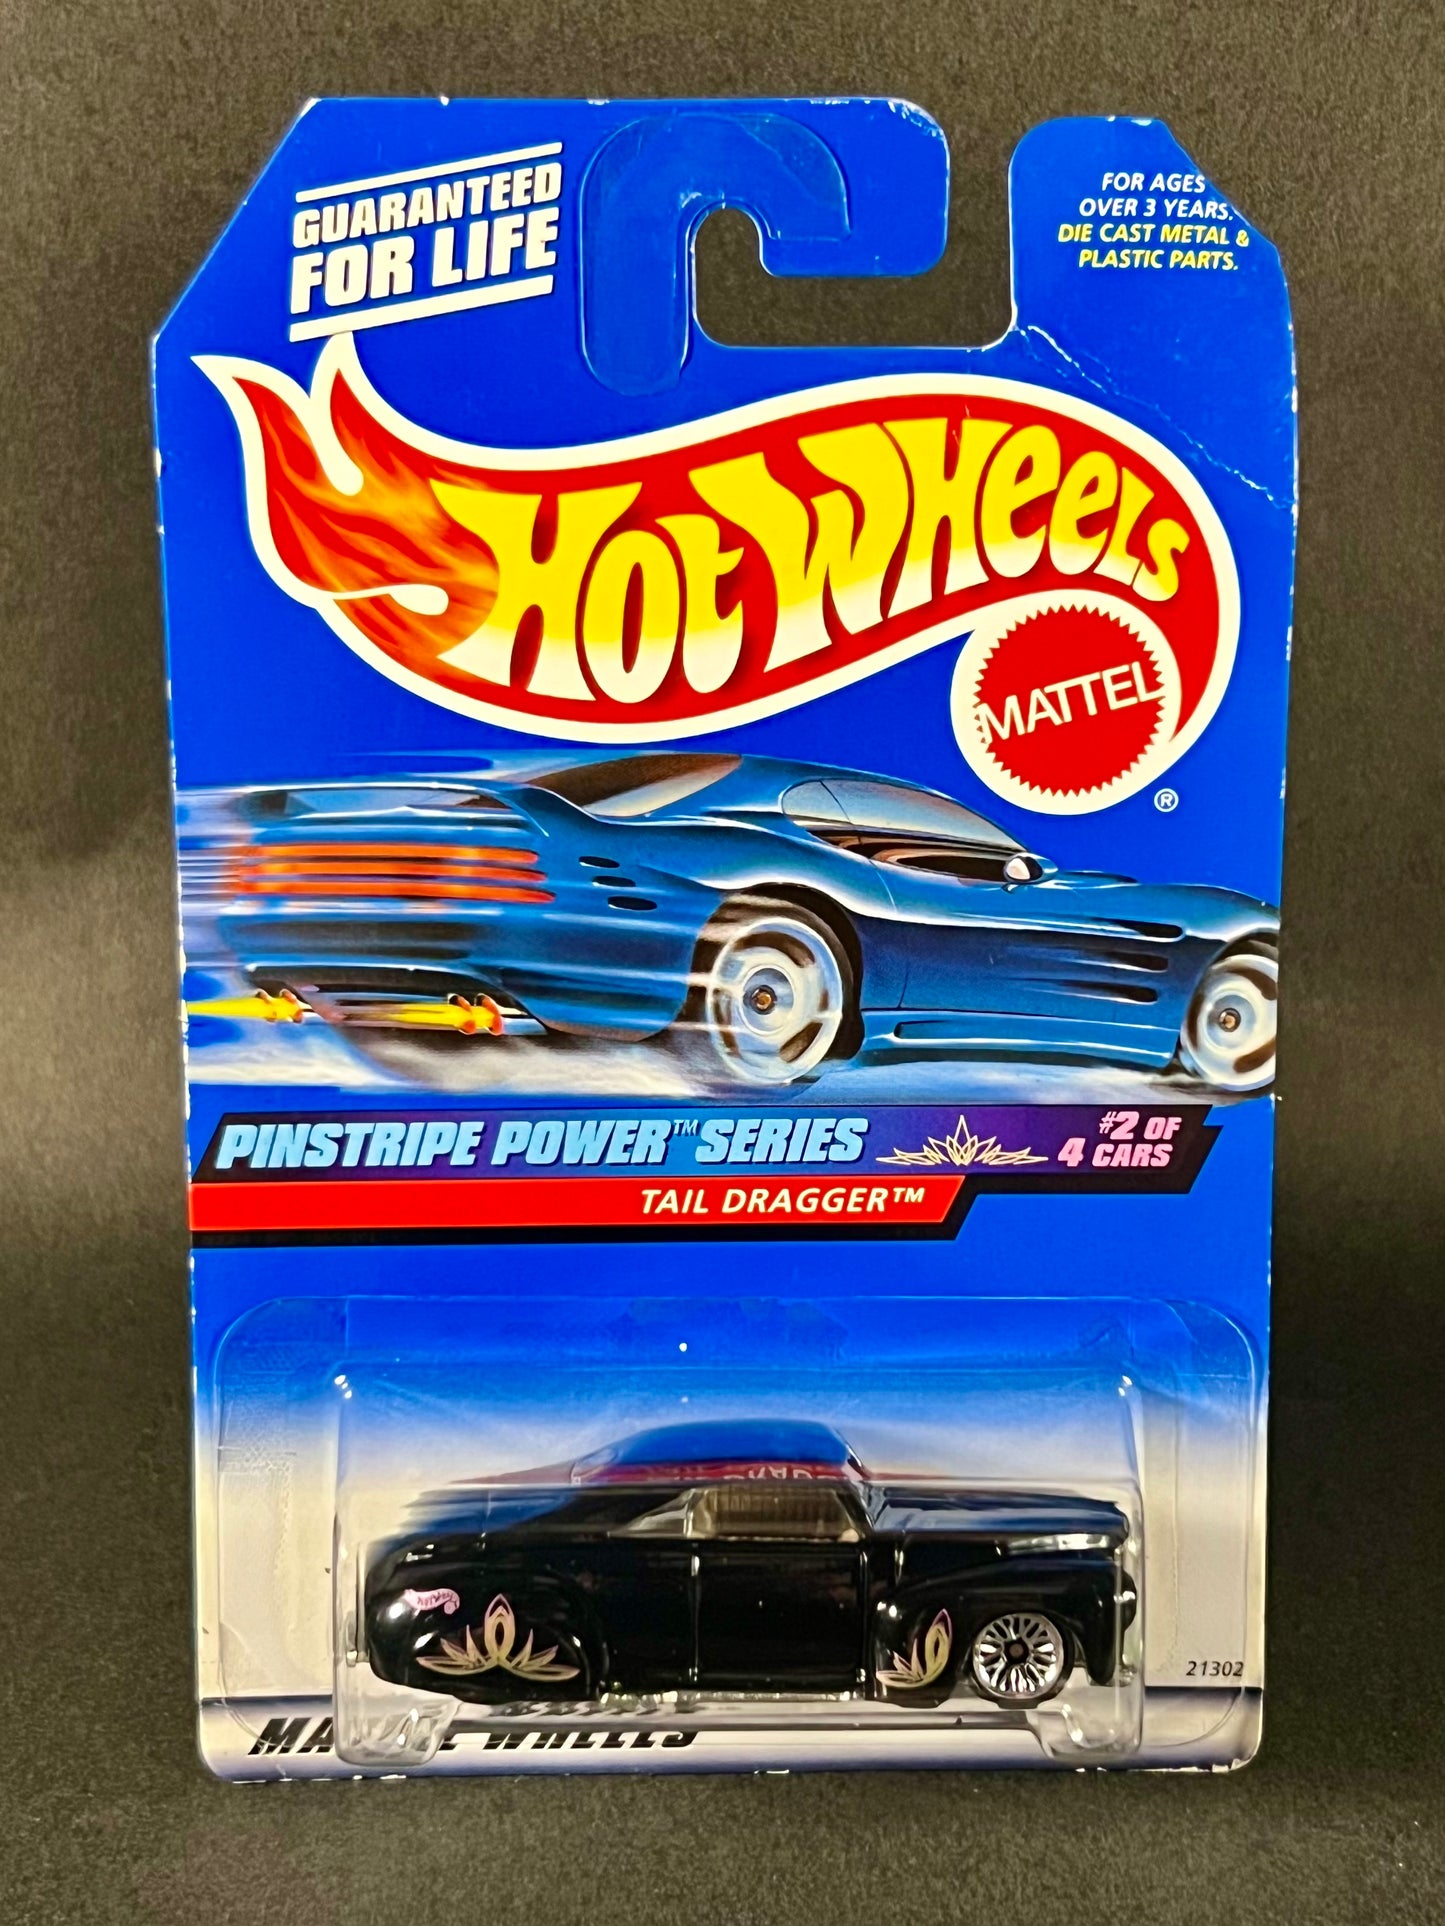 GUARANTEED
FOR LIFE
FOR AGES
OVER 3 YEARS.
DIE CAST METAL &
PLASTIC PARTS.
HOT WHEELS
MATTEL
®
PINSTRIPE POWER™ SERIES
#2 OF
4 CARS
TAIL DRAGGER™
21302
WHEELS